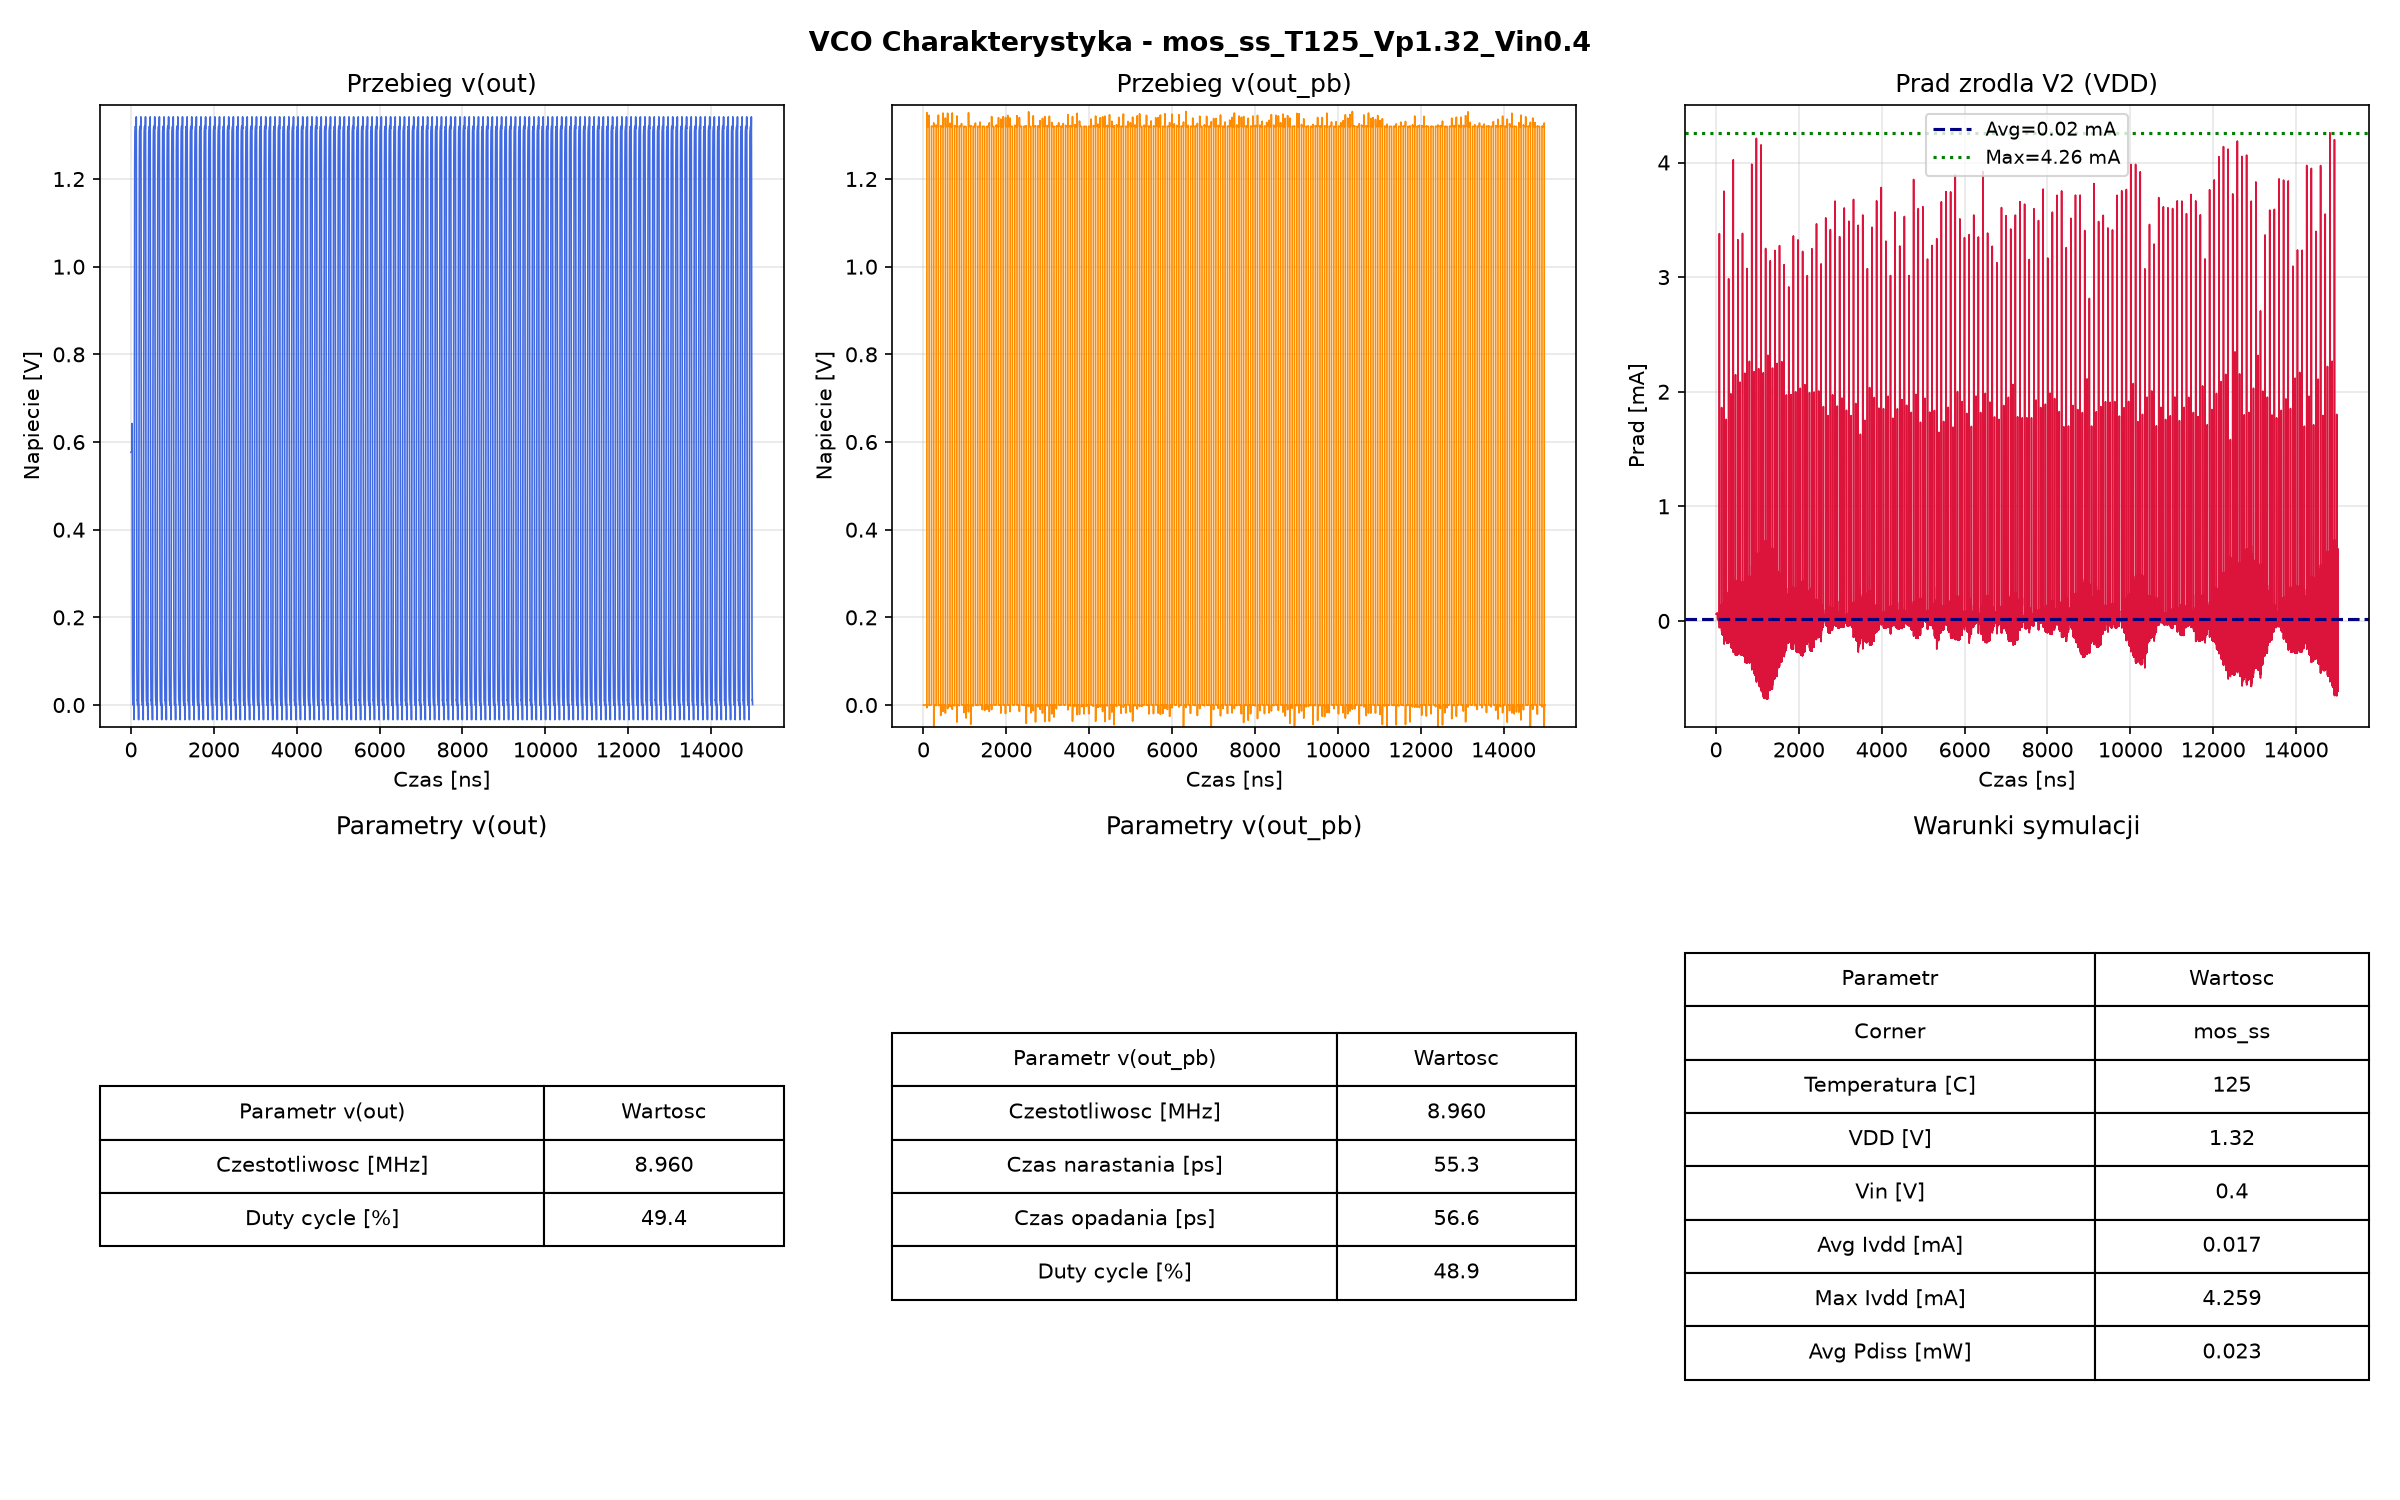 VCO Charakterystyka - mos_ss_T125_Vp1.32_Vin0.4
Przebieg v(out)
Napiecie [V]
1.2
1.0
0.8
0.6
0.4
0.2
0.0
0 2000 4000 6000 8000 10000 12000 14000
Czas [ns]
Przebieg v(out_pb)
Napiecie [V]
1.2
1.0
0.8
0.6
0.4
0.2
0.0
0 2000 4000 6000 8000 10000 12000 14000
Czas [ns]
Prad zrodla V2 (VDD)
Avg=0.02 mA
Max=4.26 mA
Prad [mA]
4
3
2
1
0
0 2000 4000 6000 8000 10000 12000 14000
Czas [ns]
Parametry v(out)
Parametr v(out) Wartosc
Czestotliwosc [MHz] 8.960
Duty cycle [%] 49.4
Parametry v(out_pb)
Parametr v(out_pb) Wartosc
Czestotliwosc [MHz] 8.960
Czas narastania [ps] 55.3
Czas opadania [ps] 56.6
Duty cycle [%] 48.9
Warunki symulacji
Parametr Wartosc
Corner mos_ss
Temperatura [C] 125
VDD [V] 1.32
Vin [V] 0.4
Avg Ivdd [mA] 0.017
Max Ivdd [mA] 4.259
Avg Pdiss [mW] 0.023